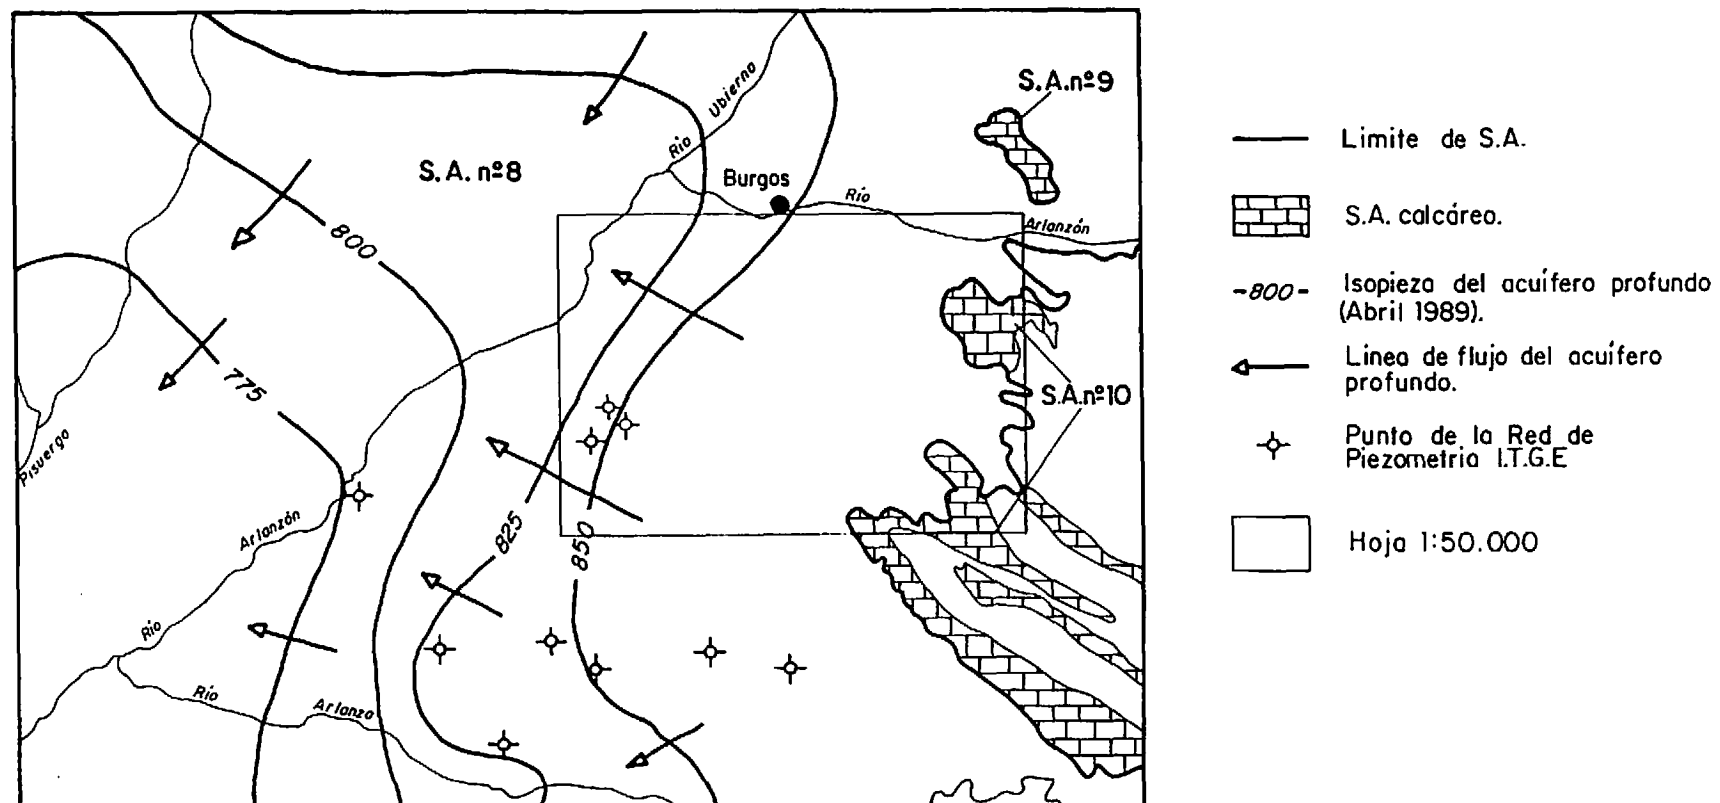 S.A.nº9
Río Ubierna
S.A. nº8
Burgos
Río
Arlanzón
800
775
S.A.nº10
Pisuerga
Arlanzón
825
850
Río
Río
Arlanza
Limite de S.A.
S.A. calcáreo.
-800- Isopieza del acuífero profundo
(Abril 1989).
Linea de flujo del acuífero
profundo.
Punto de la Red de
Piezometria I.T.G.E
Hoja 1:50.000